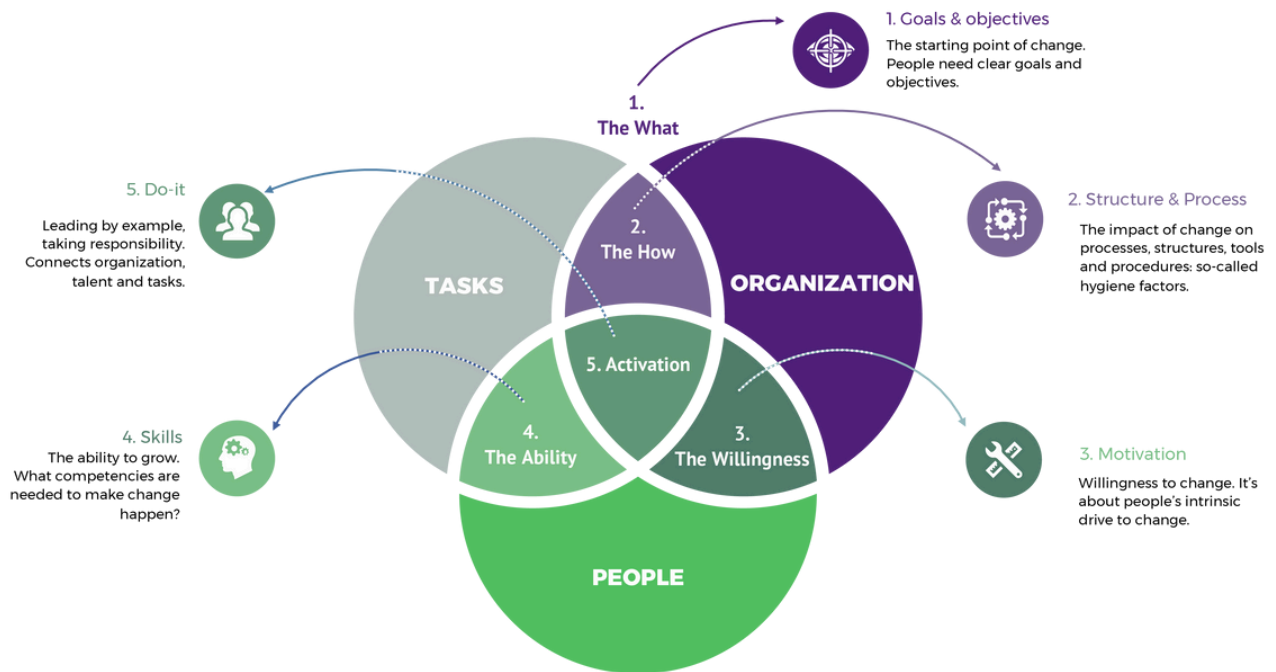 1. Goals & objectives
The starting point of change.
People need clear goals and
objectives.
1.
The What
5. Do-it
Leading by example,
taking responsibility.
Connects organization,
talent and tasks.
2.
The How
2. Structure & Process
The impact of change on
processes, structures, tools
and procedures: so-called
hygiene factors.
TASKS
ORGANIZATION
5. Activation
4. Skills
The ability to grow.
What competencies are
needed to make change
happen?
4.
The Ability
3.
The Willingness
3. Motivation
Willingness to change. It’s
about people’s intrinsic
drive to change.
PEOPLE